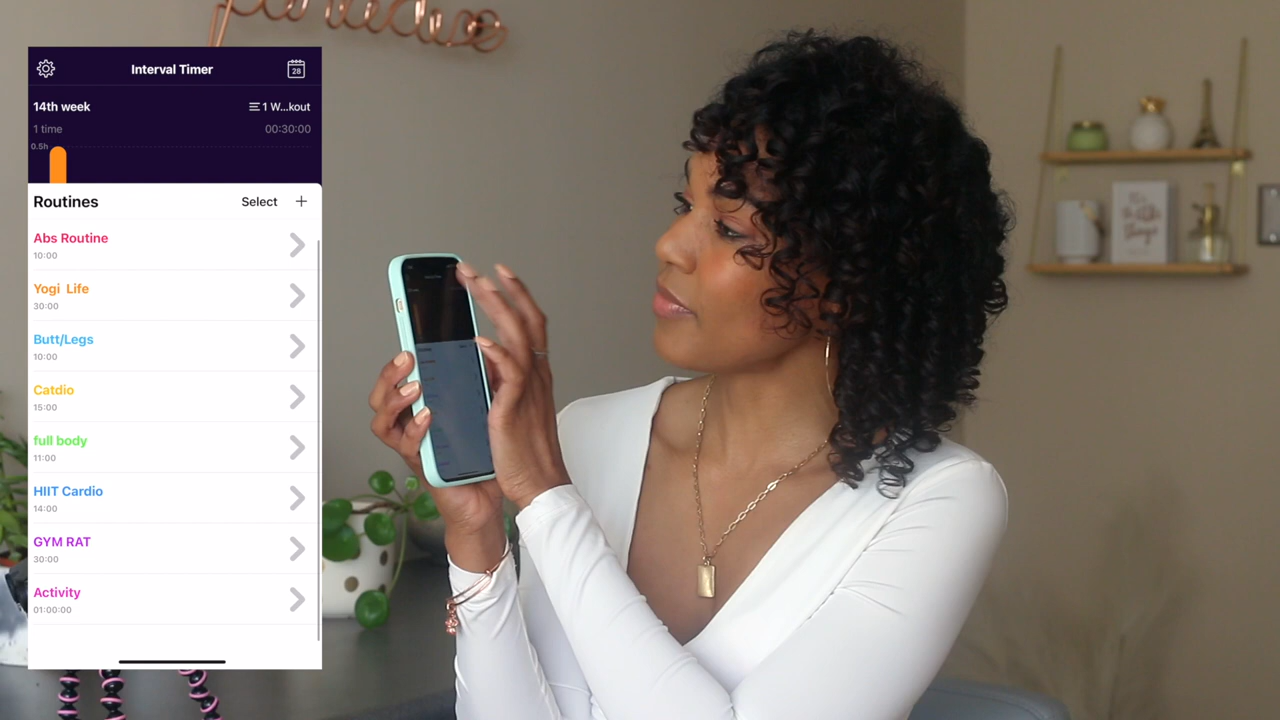 Interval Timer
28
14th week
1 W...kout
1 time
00:30:00
0.5h
Routines
Select +
Abs Routine
10:00
Yogi Life
30:00
Butt/Legs
10:00
Catdio
15:00
full body
11:00
HIIT Cardio
14:00
GYM RAT
30:00
Activity
01:00:00